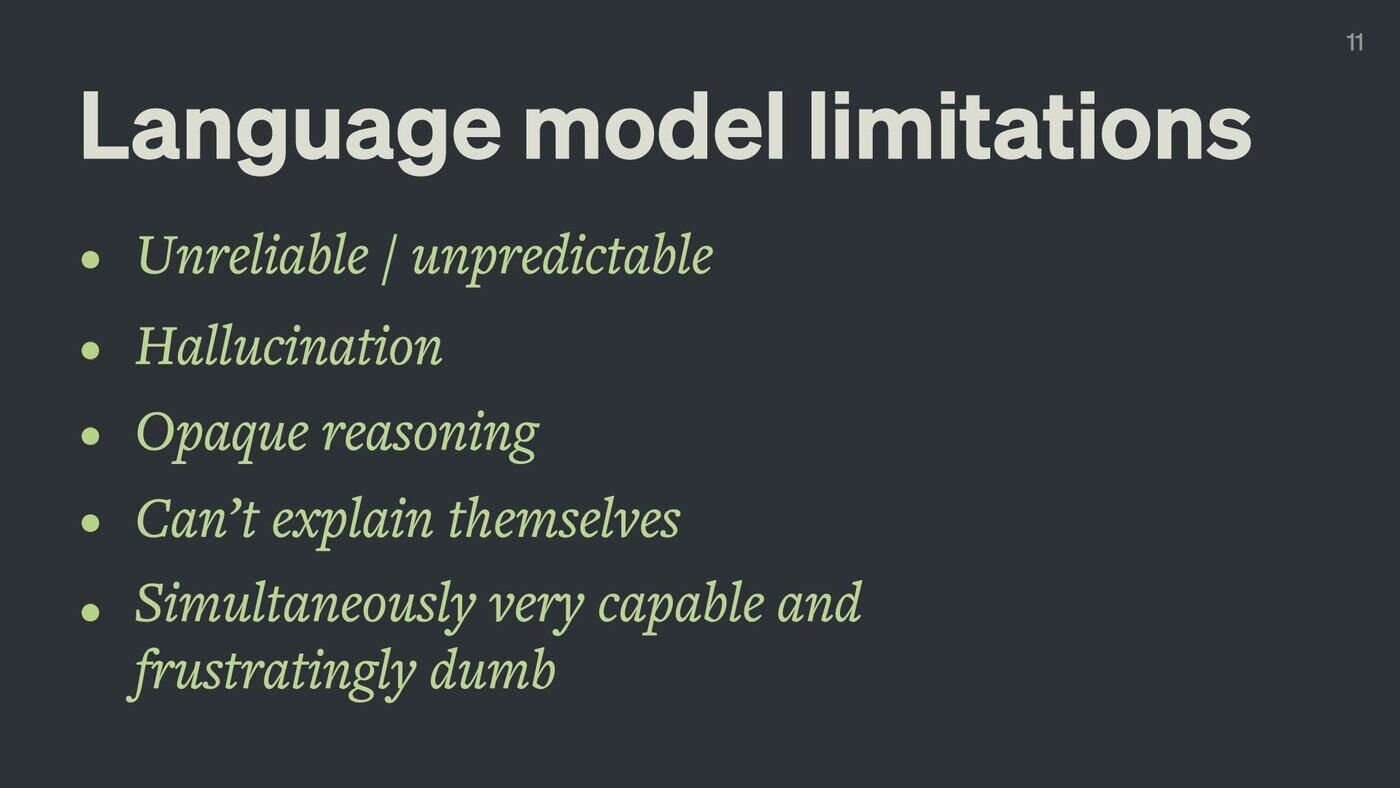 11
Language model limitations
• Unreliable / unpredictable
• Hallucination
• Opaque reasoning
• Can’t explain themselves
• Simultaneously very capable and
frustratingly dumb